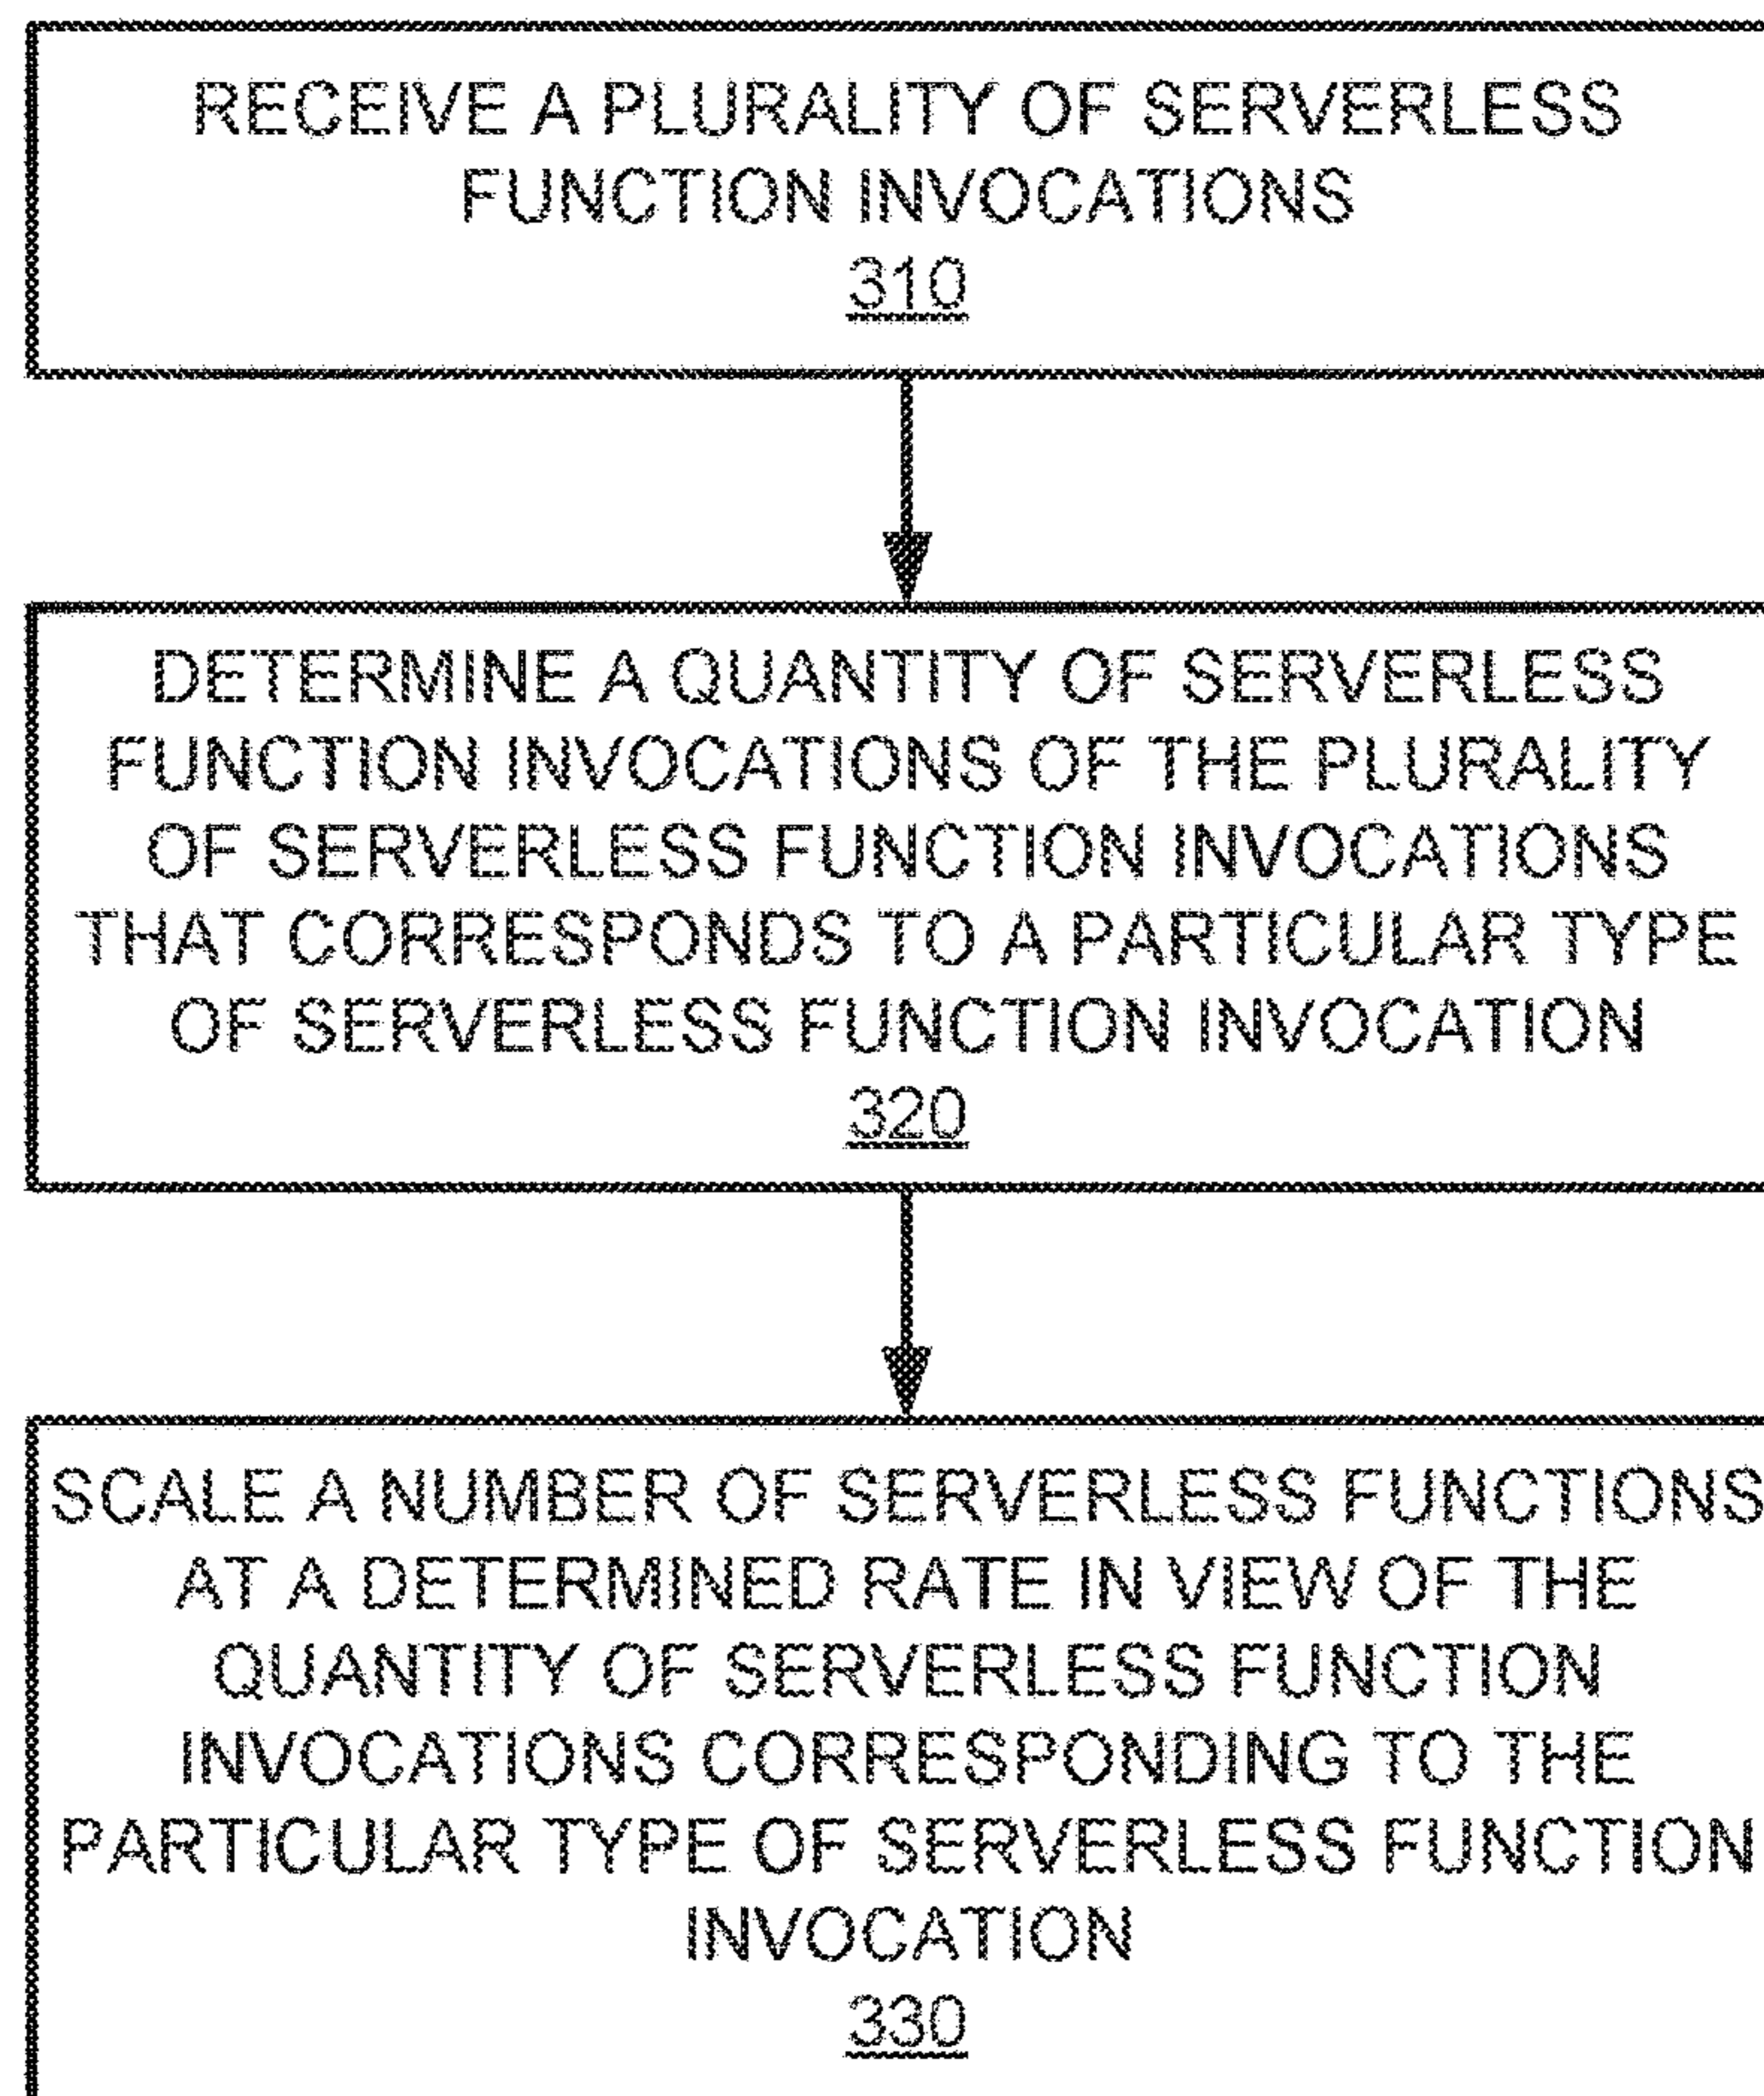 RECEIVE A PLURALITY OF SERVERLESS
FUNCTION INVOCATIONS
310
DETERMINE A QUANTITY OF SERVERLESS
FUNCTION INVOCATIONS OF THE PLURALITY
OF SERVERLESS FUNCTION INVOCATIONS
THAT CORRESPONDS TO A PARTICULAR TYPE
OF SERVERLESS FUNCTION INVOCATION
320
SCALE A NUMBER OF SERVERLESS FUNCTIONS
AT A DETERMINED RATE IN VIEW OF THE
QUANTITY OF SERVERLESS FUNCTION
INVOCATIONS CORRESPONDING TO THE
PARTICULAR TYPE OF SERVERLESS FUNCTION
INVOCATION
330